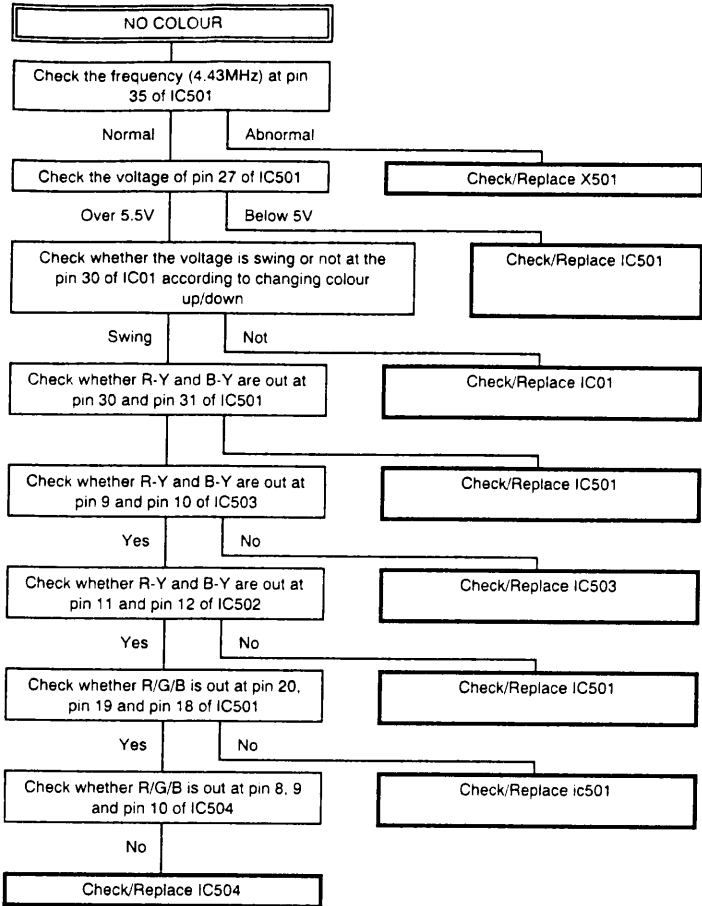 NO COLOUR
Check the frequency (4.43MHz) at pin
35 of IC501
Normal
Abnormal
Check the voltage of pin 27 of IC501
Check/Replace X501
Over 5.5V
Below 5V
Check whether the voltage is swing or not at the
pin 30 of IC01 according to changing colour
up/down
Check/Replace IC501
Swing
Not
Check whether R-Y and B-Y are out at
pin 30 and pin 31 of IC501
Check/Replace IC01
Check whether R-Y and B-Y are out at
pin 9 and pin 10 of IC503
Check/Replace IC501
Yes
No
Check whether R-Y and B-Y are out at
pin 11 and pin 12 of IC502
Check/Replace IC503
Yes
No
Check whether R/G/B is out at pin 20,
pin 19 and pin 18 of IC501
Check/Replace IC501
Yes
No
Check whether R/G/B is out at pin 8, 9
and pin 10 of IC504
Check/Replace ic501
No
Check/Replace IC504